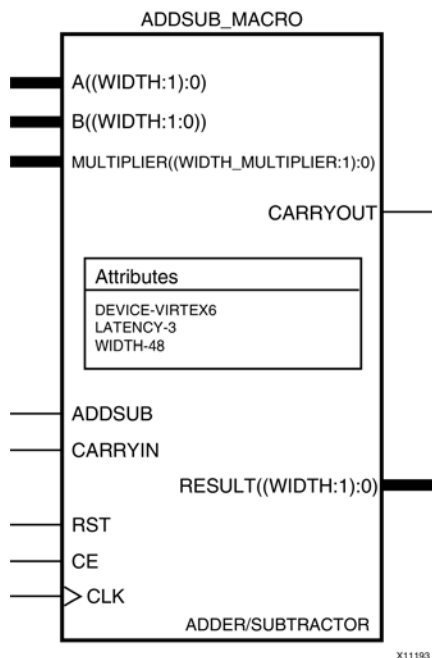 ADDSUB_MACRO
A((WIDTH:1):0)
B((WIDTH:1:0))
MULTIPLIER((WIDTH_MULTIPLIER:1):0)
CARRYOUT
Attributes
DEVICE-VIRTEX6
LATENCY-3
WIDTH-48
ADDSUB
CARRYIN
RESULT((WIDTH:1):0)
RST
CE
CLK
ADDER/SUBTRACTOR
X11193